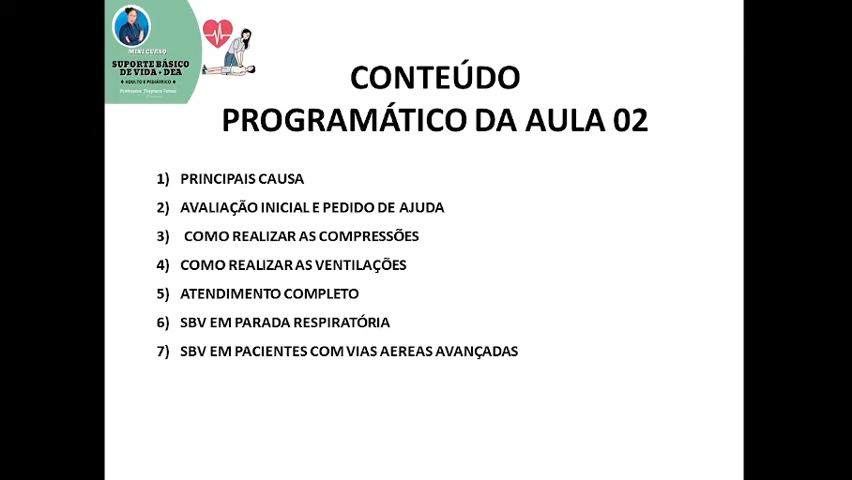 MINI CURSO
SUPORTE BÁSICO
DE VIDA + DEA
ADULTO E PEDIÁTRICO
CONTEÚDO
PROGRAMÁTICO DA AULA 02
1) PRINCIPAIS CAUSA
2) AVALIAÇÃO INICIAL E PEDIDO DE AJUDA
3) COMO REALIZAR AS COMPRESSÕES
4) COMO REALIZAR AS VENTILAÇÕES
5) ATENDIMENTO COMPLETO
6) SBV EM PARADA RESPIRATÓRIA
7) SBV EM PACIENTES COM VIAS AEREAS AVANÇADAS